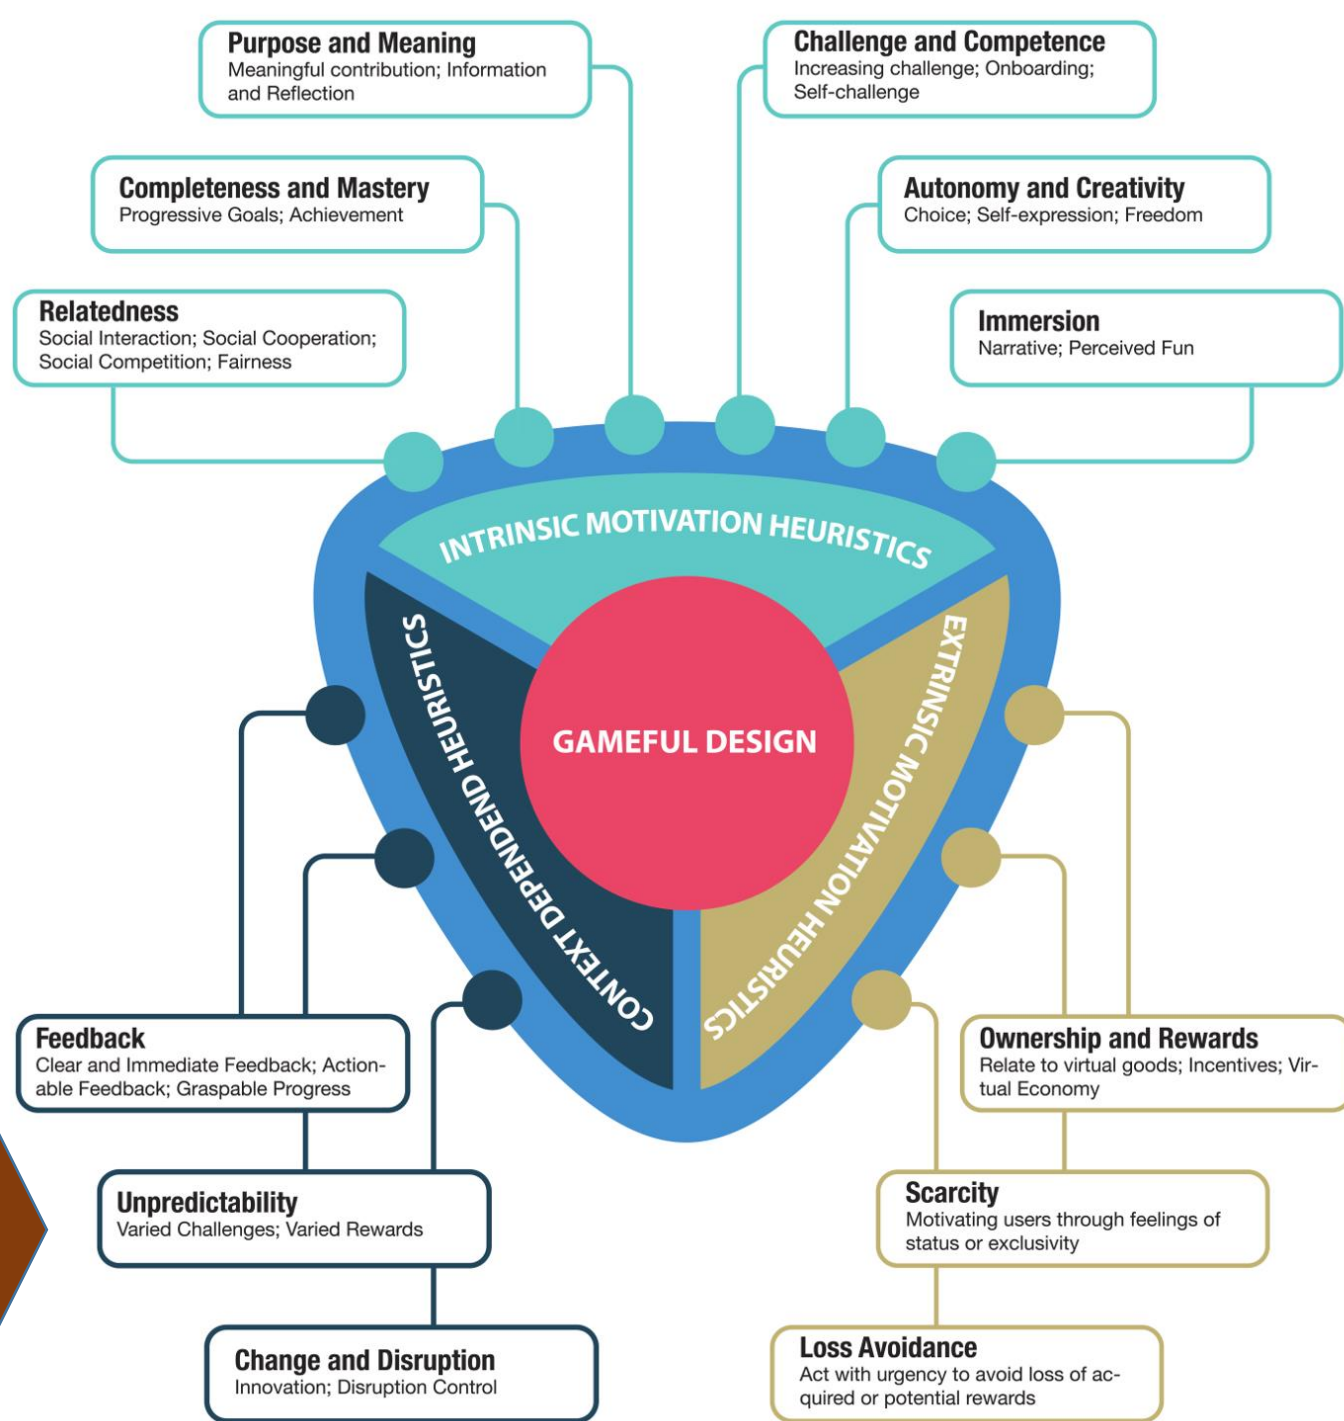 Purpose and Meaning
Meaningful contribution; Information
and Reflection
Challenge and Competence
Increasing challenge; Onboarding;
Self-challenge
Completeness and Mastery
Progressive Goals; Achievement
Autonomy and Creativity
Choice; Self-expression; Freedom
Relatedness
Social Interaction; Social Cooperation;
Social Competition; Fairness
Immersion
Narrative; Perceived Fun
INTRINSIC MOTIVATION HEURISTICS
CONTEXT DEPENDEND HEURISTICS
EXTRINSIC MOTIVATION HEURISTICS
GAMEFUL DESIGN
Feedback
Clear and Immediate Feedback; Action-
able Feedback; Graspable Progress
Ownership and Rewards
Relate to virtual goods; Incentives; Vir-
tual Economy
Unpredictability
Varied Challenges; Varied Rewards
Scarcity
Motivating users through feelings of
status or exclusivity
Change and Disruption
Innovation; Disruption Control
Loss Avoidance
Act with urgency to avoid loss of ac-
quired or potential rewards